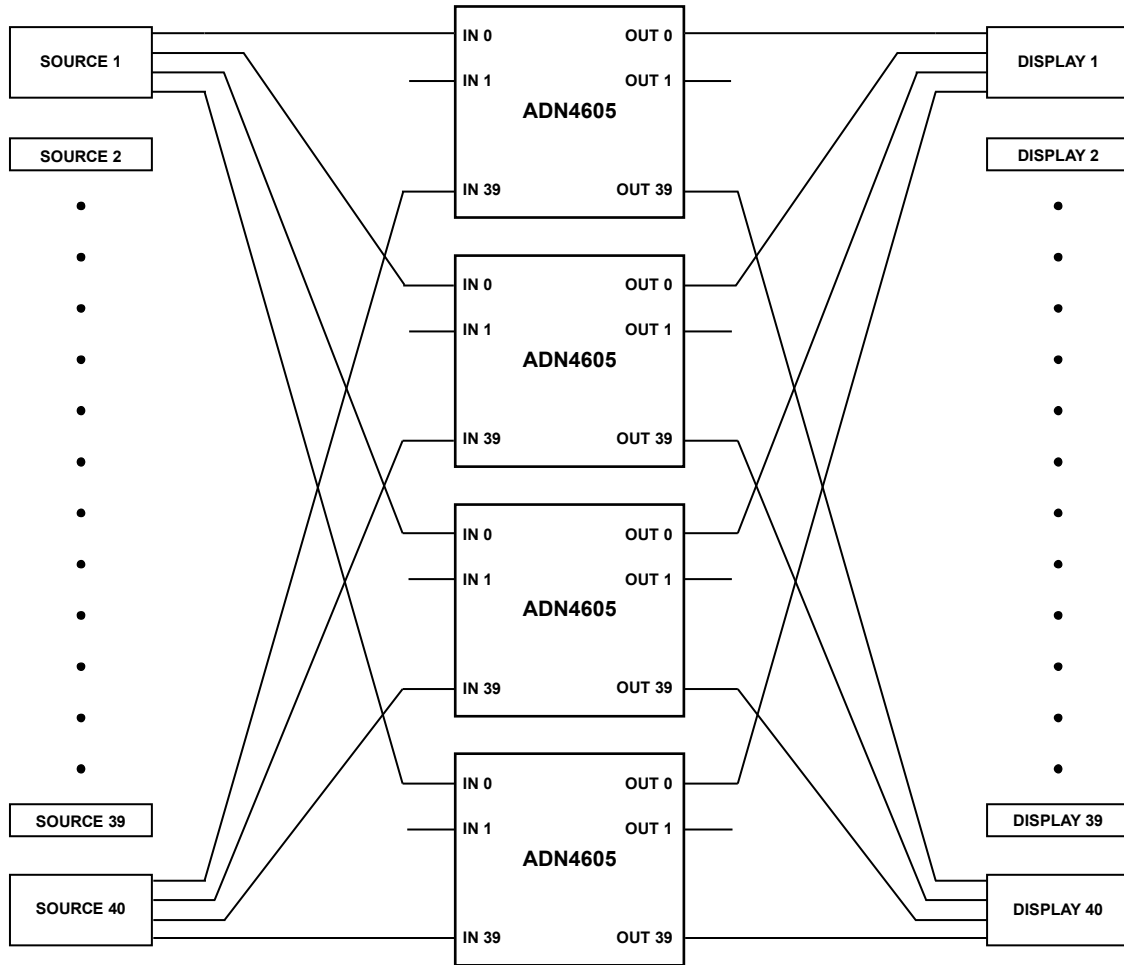 SOURCE 1
SOURCE 2
SOURCE 39
SOURCE 40
IN 0
OUT 0
IN 1
OUT 1
ADN4605
IN 39
OUT 39
IN 0
OUT 0
IN 1
OUT 1
ADN4605
IN 39
OUT 39
IN 0
OUT 0
IN 1
OUT 1
ADN4605
IN 39
OUT 39
IN 0
OUT 0
IN 1
OUT 1
ADN4605
IN 39
OUT 39
DISPLAY 1
DISPLAY 2
DISPLAY 39
DISPLAY 40